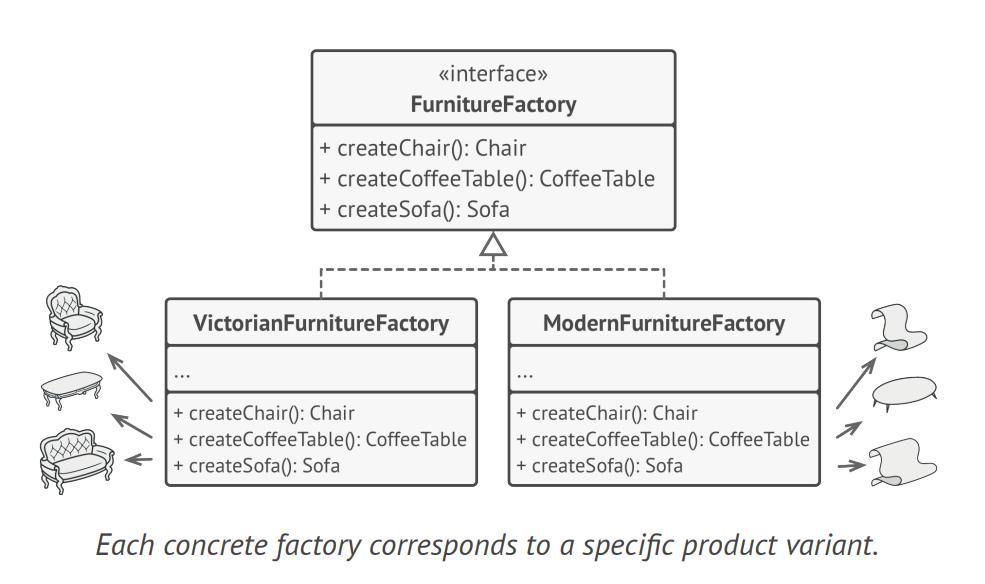 «interface»
FurnitureFactory
+ createChair(): Chair
+ createCoffeeTable(): CoffeeTable
+ createSofa(): Sofa
VictorianFurnitureFactory
...
+ createChair(): Chair
+ createCoffeeTable(): CoffeeTable
+ createSofa(): Sofa
ModernFurnitureFactory
...
+ createChair(): Chair
+ createCoffeeTable(): CoffeeTable
+ createSofa(): Sofa
Each concrete factory corresponds to a specific product variant.